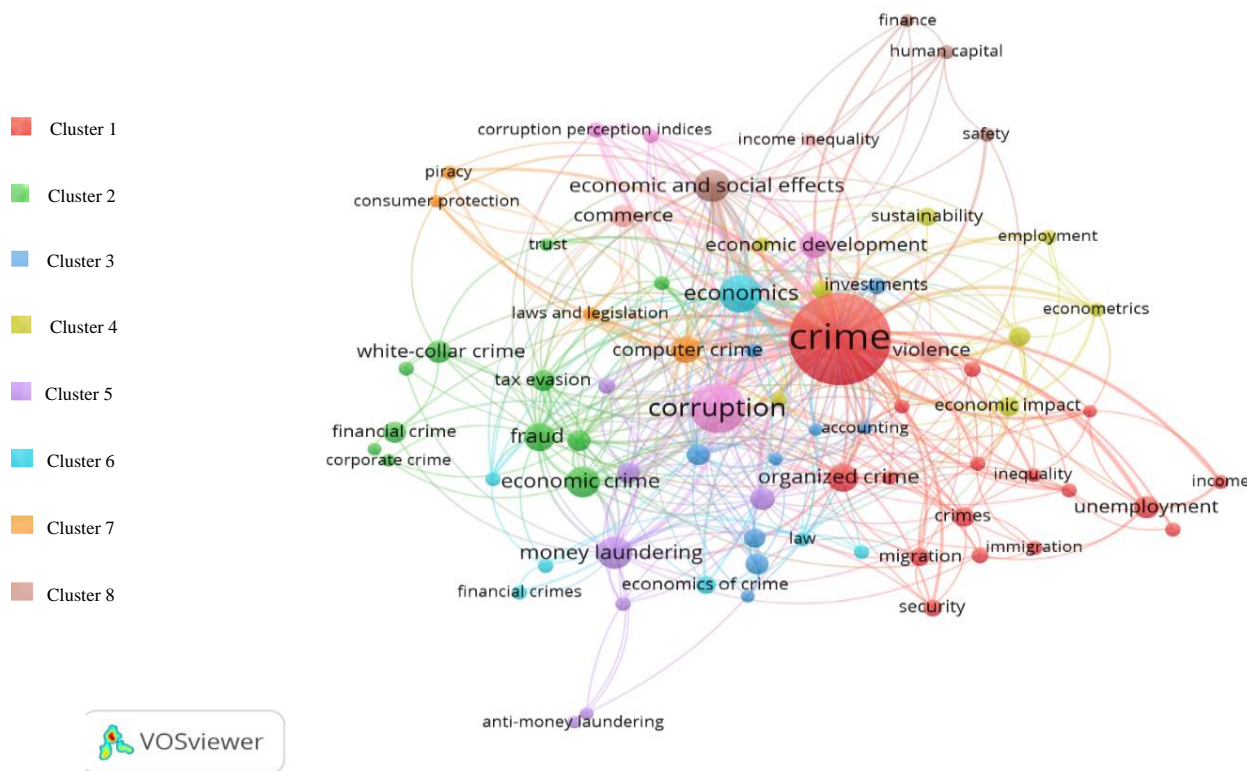 Cluster 1
Cluster 2
Cluster 3
Cluster 4
Cluster 5
Cluster 6
Cluster 7
Cluster 8
finance
human capital
corruption perception indices
income inequality
safety
piracy
economic and social effects
consumer protection
commerce
sustainability
trust
economic development
employment
economics
investments
laws and legislation
econometrics
crime
white-collar crime
computer crime
violence
tax evasion
corruption
economic impact
financial crime
fraud
accounting
corporate crime
economic crime
organized crime
inequality
income
unemployment
crimes
money laundering
law
migration
immigration
financial crimes
economics of crime
security
anti-money laundering
VOSviewer